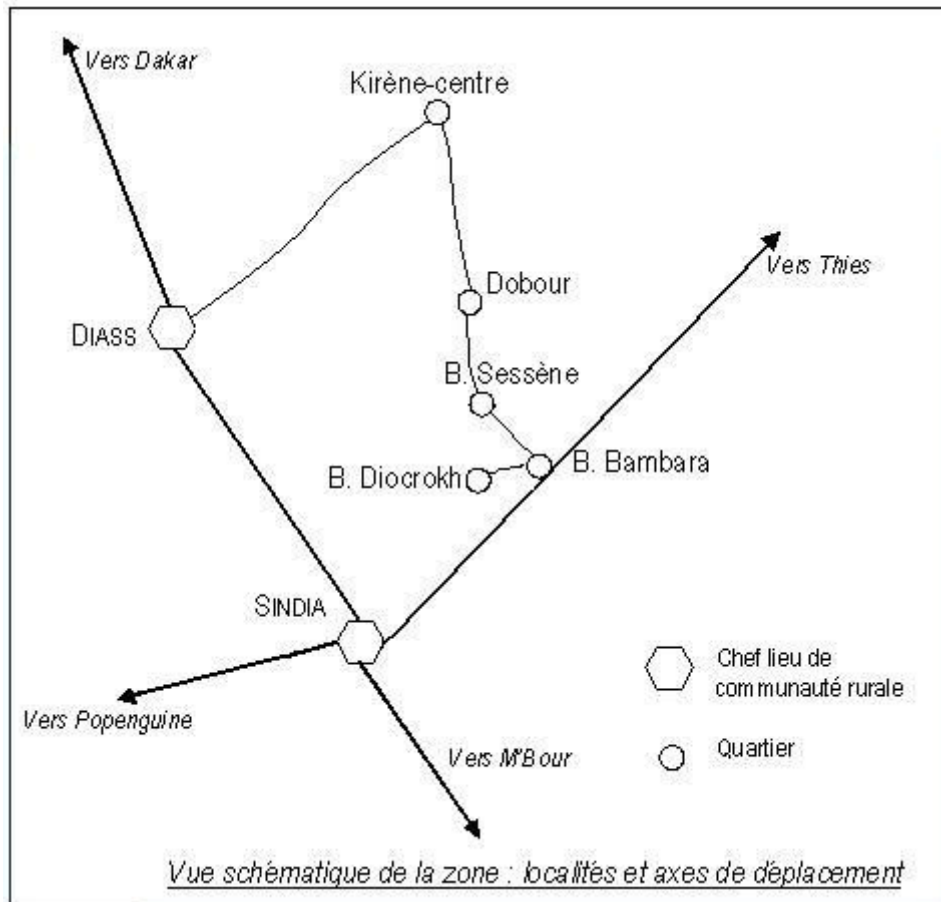 Vers Dakar
Kirène-centre
Vers Thies
Dobour
DIASS
B. Sessène
B. Bambara
B. Diocrokh
SINDIA
Chef lieu de
communauté rurale
Vers Popenguine
Quartier
Vers M'Bour
Vue schématique de la zone : localités et axes de déplacement